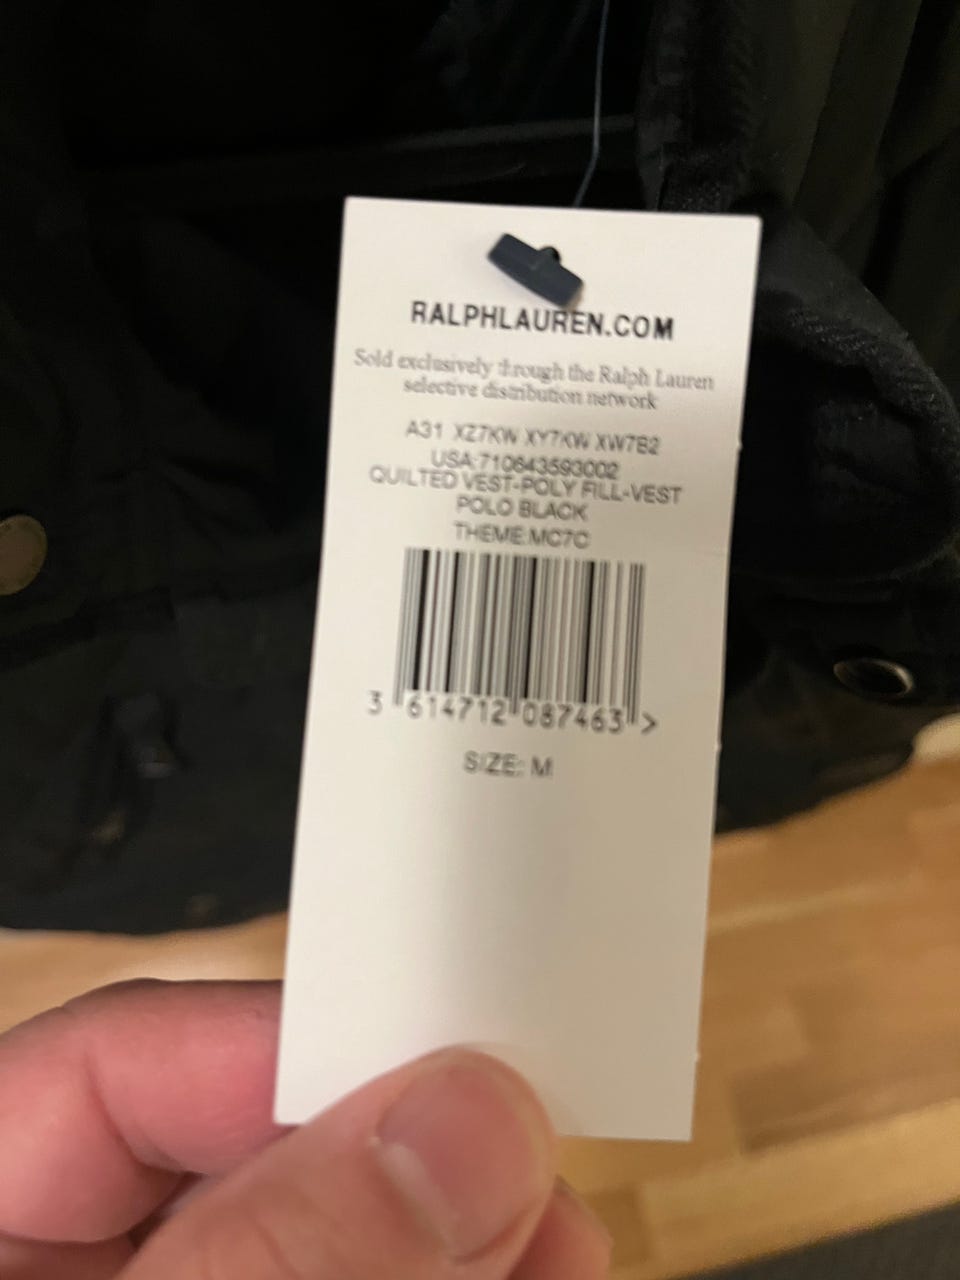 RALPHLAUREN.COM
Sold exclusively through the Ralph Lauren
selective distribution network
A31 XZ7KW XY7KW XW7B2
USA:710643593002
QUILTED VEST-POLY FILL-VEST
POLO BLACK
THEME:MC7C
3 614712 087463 >
SIZE: M